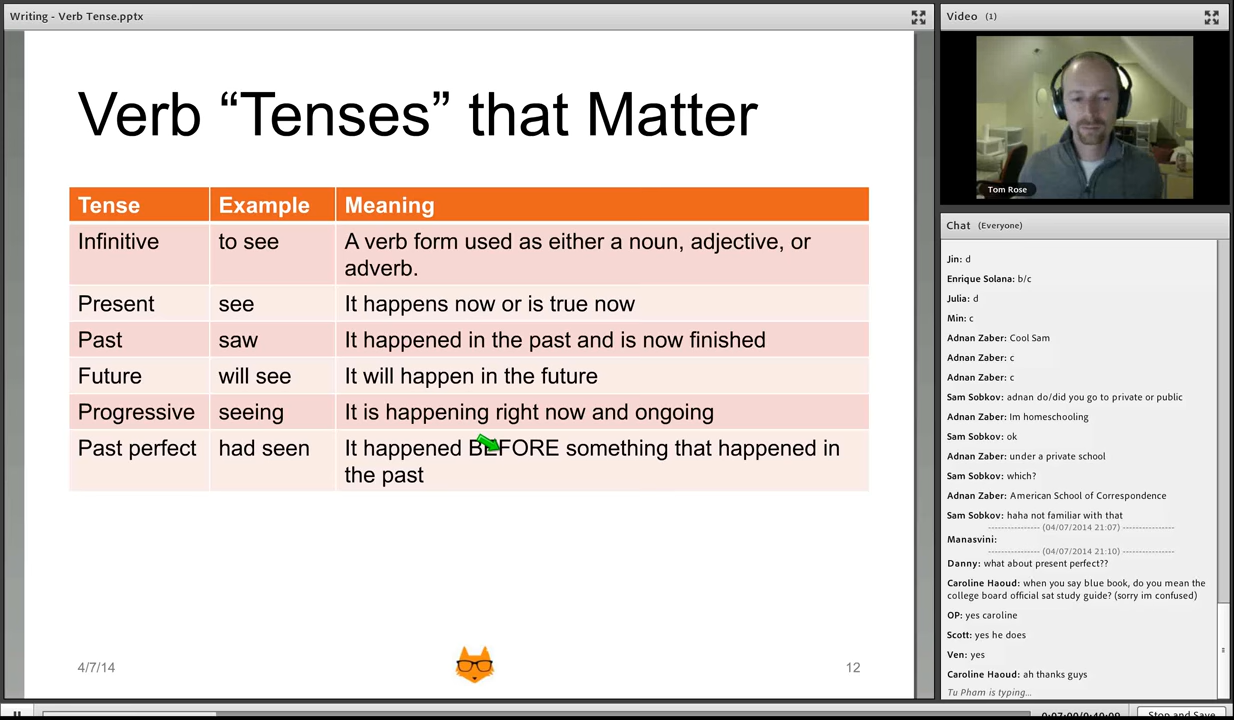 Writing - Verb Tense.pptx
Verb “Tenses” that Matter
Tense Example Meaning
Infinitive to see A verb form used as either a noun, adjective, or
adverb.
Present see It happens now or is true now
Past saw It happened in the past and is now finished
Future will see It will happen in the future
Progressive seeing It is happening right now and ongoing
Past perfect had seen It happened BEFORE something that happened in
the past
4/7/14
12
Video (1)
Tom Rose
Chat (Everyone)
Jin: d
Enrique Solana: b/c
Julia: d
Min: c
Adnan Zaber: Cool Sam
Adnan Zaber: c
Adnan Zaber: c
Sam Sobkov: adnan do/did you go to private or public
Adnan Zaber: Im homeschooling
Sam Sobkov: ok
Adnan Zaber: under a private school
Sam Sobkov: which?
Adnan Zaber: American School of Correspondence
Sam Sobkov: haha not familiar with that
---------------- (04/07/2014 21:07) ----------------
Manasvini:
---------------- (04/07/2014 21:10) ----------------
Danny: what about present perfect??
Caroline Haoud: when you say blue book, do you mean the
college board official sat study guide? (sorry im confused)
OP: yes caroline
Scott: yes he does
Ven: yes
Caroline Haoud: ah thanks guys
Tu Pham is typing...
Stop and Save